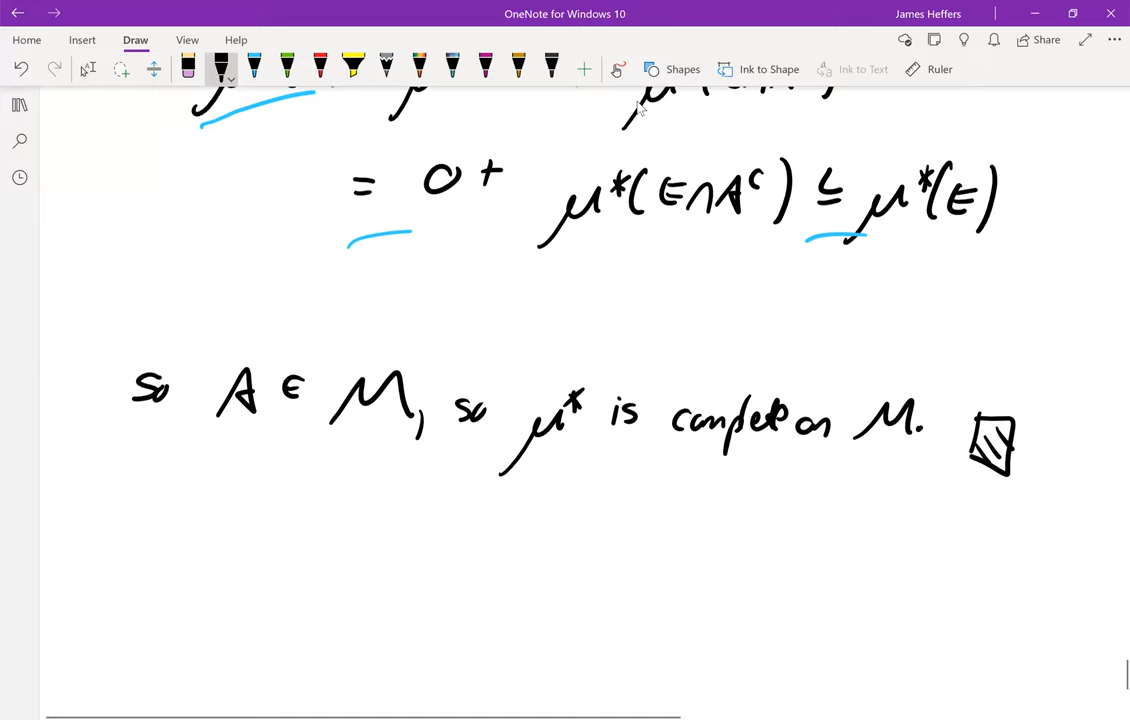 OneNote for Windows 10
James Heffers
Home Insert Draw View Help
Share
Shapes Ink to Shape Ink to Text Ruler
= 0 + μ*(E∩Aᶜ) ≤ μ*(E)
so A ∈ M, so μ* is complete on M.